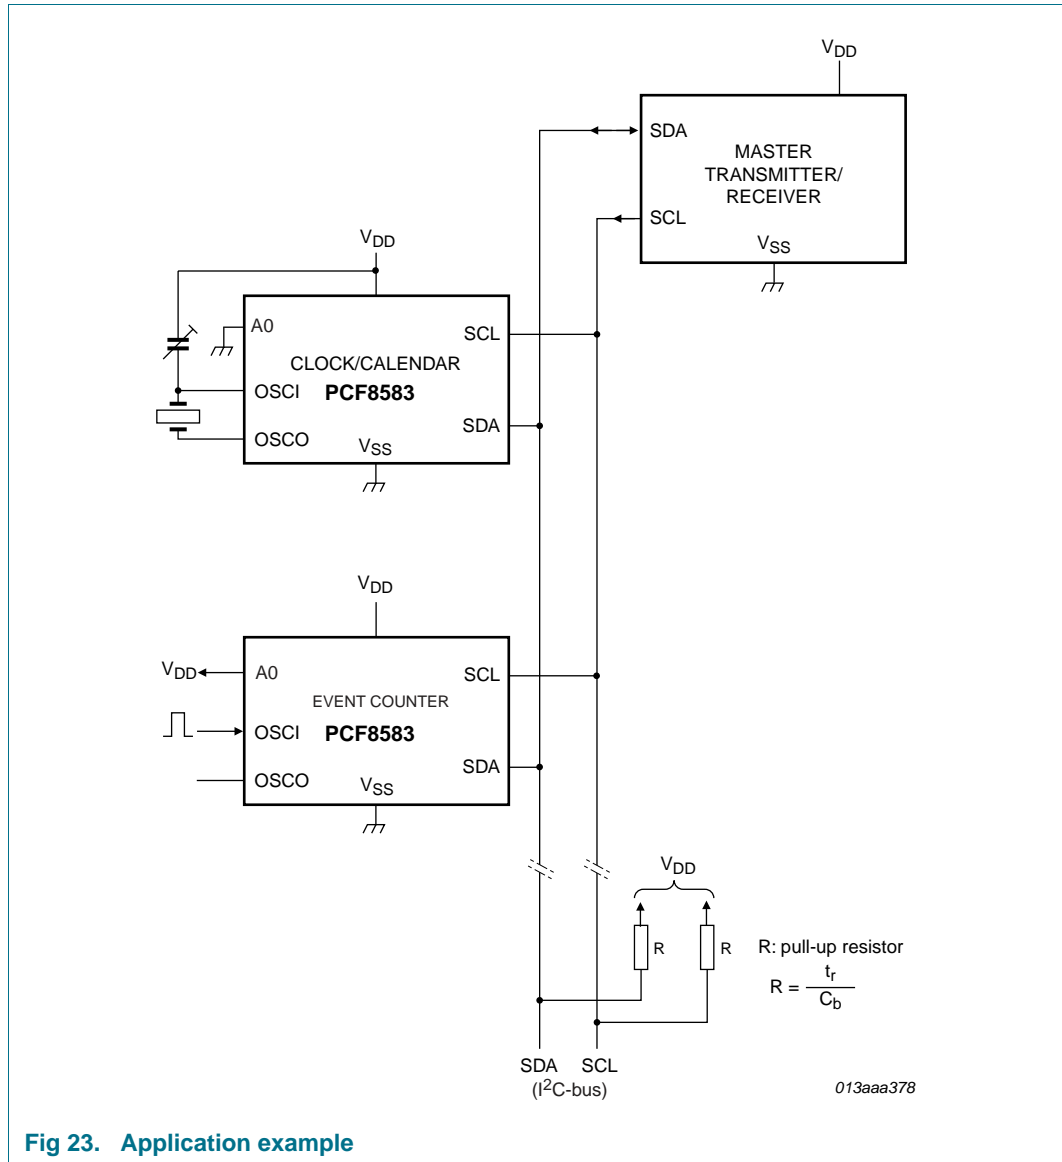 VDD
SDA
MASTER
TRANSMITTER/
RECEIVER
SCL
VSS
VDD
A0
SCL
CLOCK/CALENDAR
OSCI PCF8583
SDA
OSCO
VSS
VDD
VDD
A0
SCL
EVENT COUNTER
OSCI PCF8583
SDA
OSCO
VSS
VDD
R
R
R: pull-up resistor
R = tr / Cb
SDA SCL
(I²C-bus)
013aaa378
Fig 23. Application example